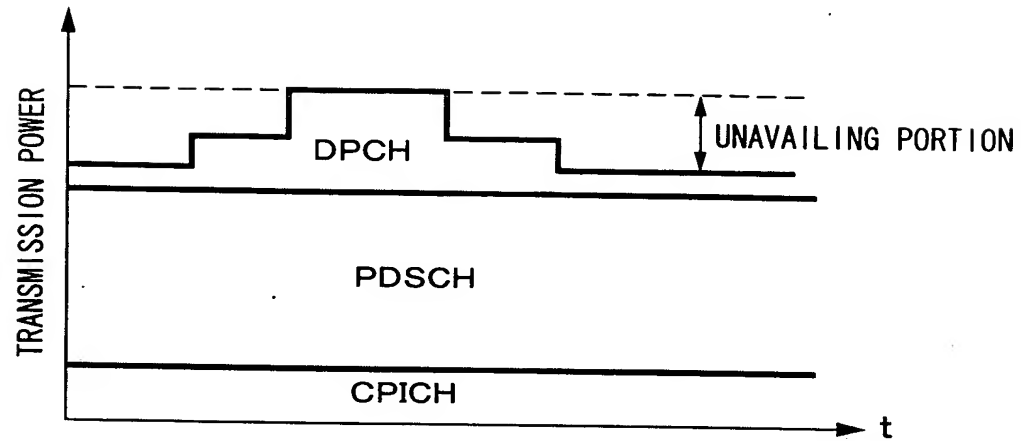 TRANSMISSION POWER
DPCH
UNAVAILING PORTION
PDSCH
CPICH
t